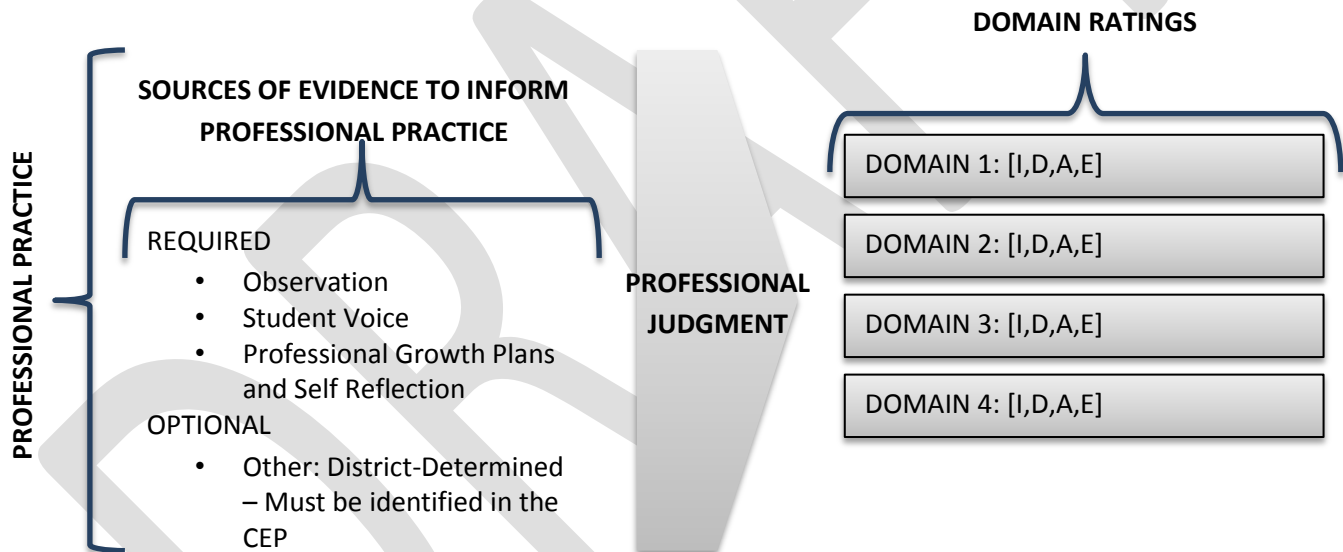 DOMAIN RATINGS
SOURCES OF EVIDENCE TO INFORM
PROFESSIONAL PRACTICE
PROFESSIONAL PRACTICE
REQUIRED
• Observation
• Student Voice
• Professional Growth Plans
and Self Reflection
OPTIONAL
• Other: District-Determined
– Must be identified in the
CEP
PROFESSIONAL
JUDGMENT
DOMAIN 1: [I,D,A,E]
DOMAIN 2: [I,D,A,E]
DOMAIN 3: [I,D,A,E]
DOMAIN 4: [I,D,A,E]